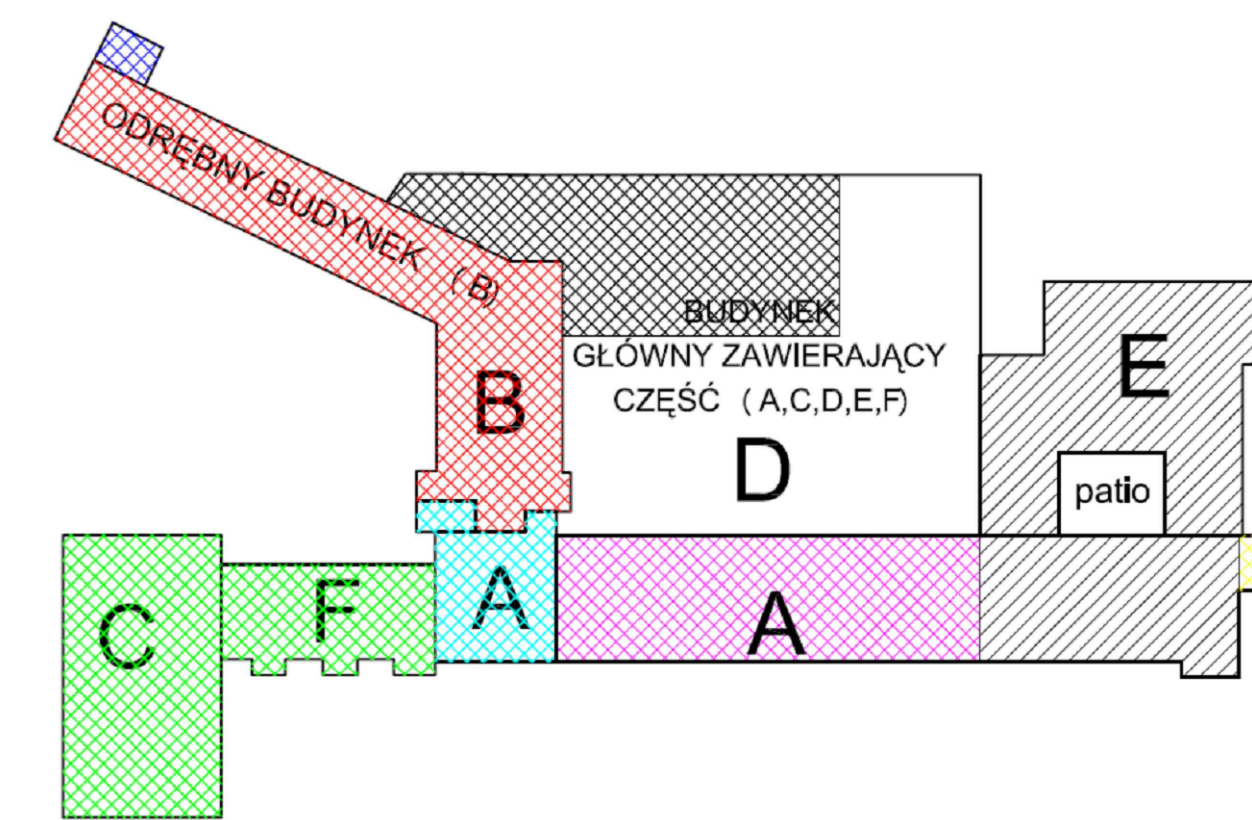 ODRĘBNY BUDYNEK ( B)
BUDYNEK
GŁÓWNY ZAWIERAJĄCY
CZĘŚĆ ( A,C,D,E,F)
E
B
D
patio
C
F
A
A